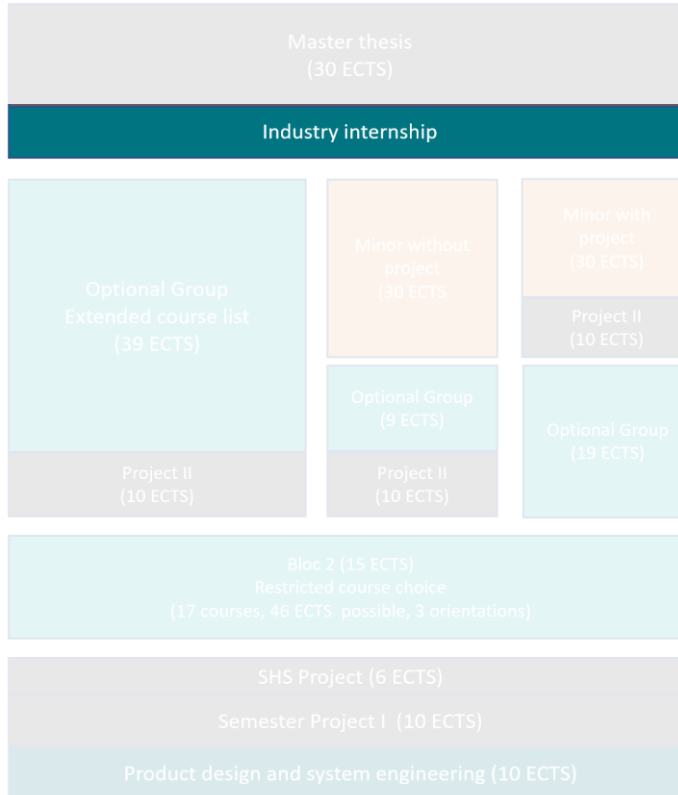 Master thesis
(30 ECTS)
Industry internship
Optional Group
Extended course list
(39 ECTS)
Project II
(10 ECTS)
Minor without
project
(30 ECTS
Optional Group
(9 ECTS)
Project II
(10 ECTS)
Minor with
project
(30 ECTS)
Project II
(10 ECTS)
Optional Group
(19 ECTS)
Bloc 2 (15 ECTS)
Restricted course choice
(17 courses, 46 ECTS possible, 3 orientations)
SHS Project (6 ECTS)
Semester Project I (10 ECTS)
Product design and system engineering (10 ECTS)